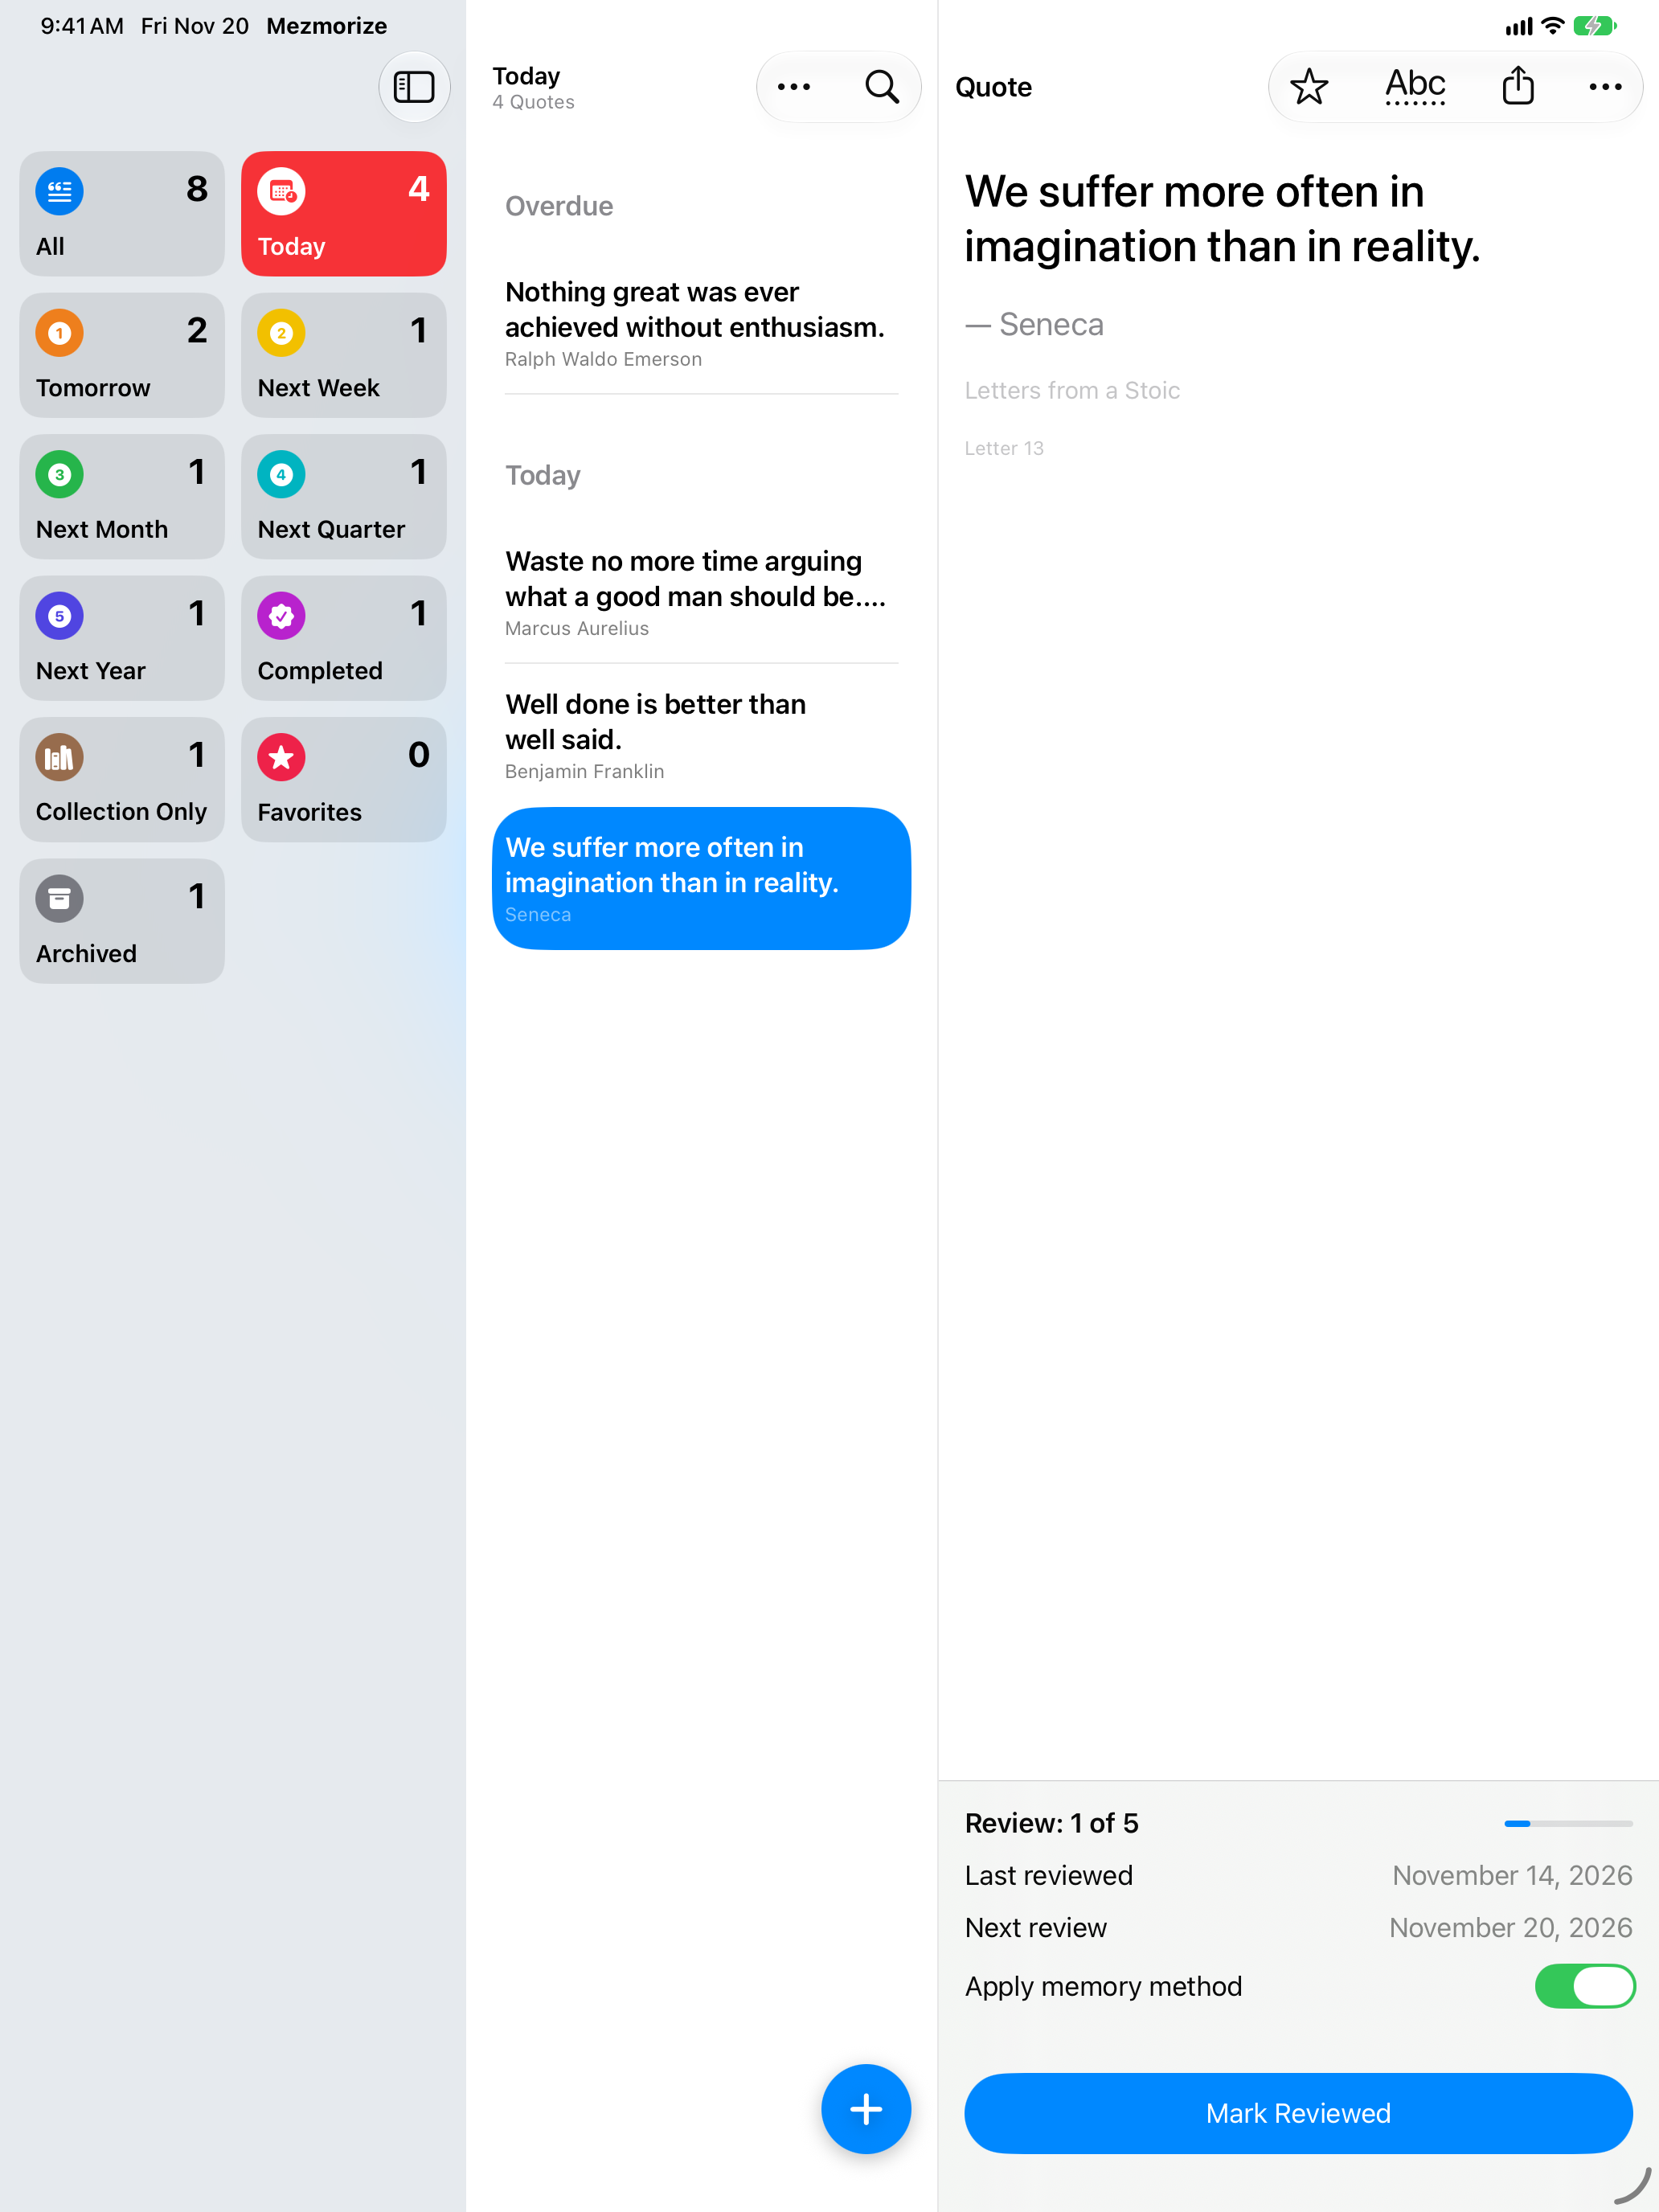 9:41 AM Fri Nov 20 Mezmorize
8
All
4
Today
1
2
Tomorrow
2
1
Next Week
3
1
Next Month
4
1
Next Quarter
5
1
Next Year
1
Completed
1
Collection Only
0
Favorites
1
Archived
Today
4 Quotes
Overdue
Nothing great was ever
achieved without enthusiasm.
Ralph Waldo Emerson
Today
Waste no more time arguing
what a good man should be....
Marcus Aurelius
Well done is better than
well said.
Benjamin Franklin
We suffer more often in
imagination than in reality.
Seneca
Quote
Abc
We suffer more often in
imagination than in reality.
— Seneca
Letters from a Stoic
Letter 13
Review: 1 of 5
Last reviewed November 14, 2026
Next review November 20, 2026
Apply memory method
Mark Reviewed